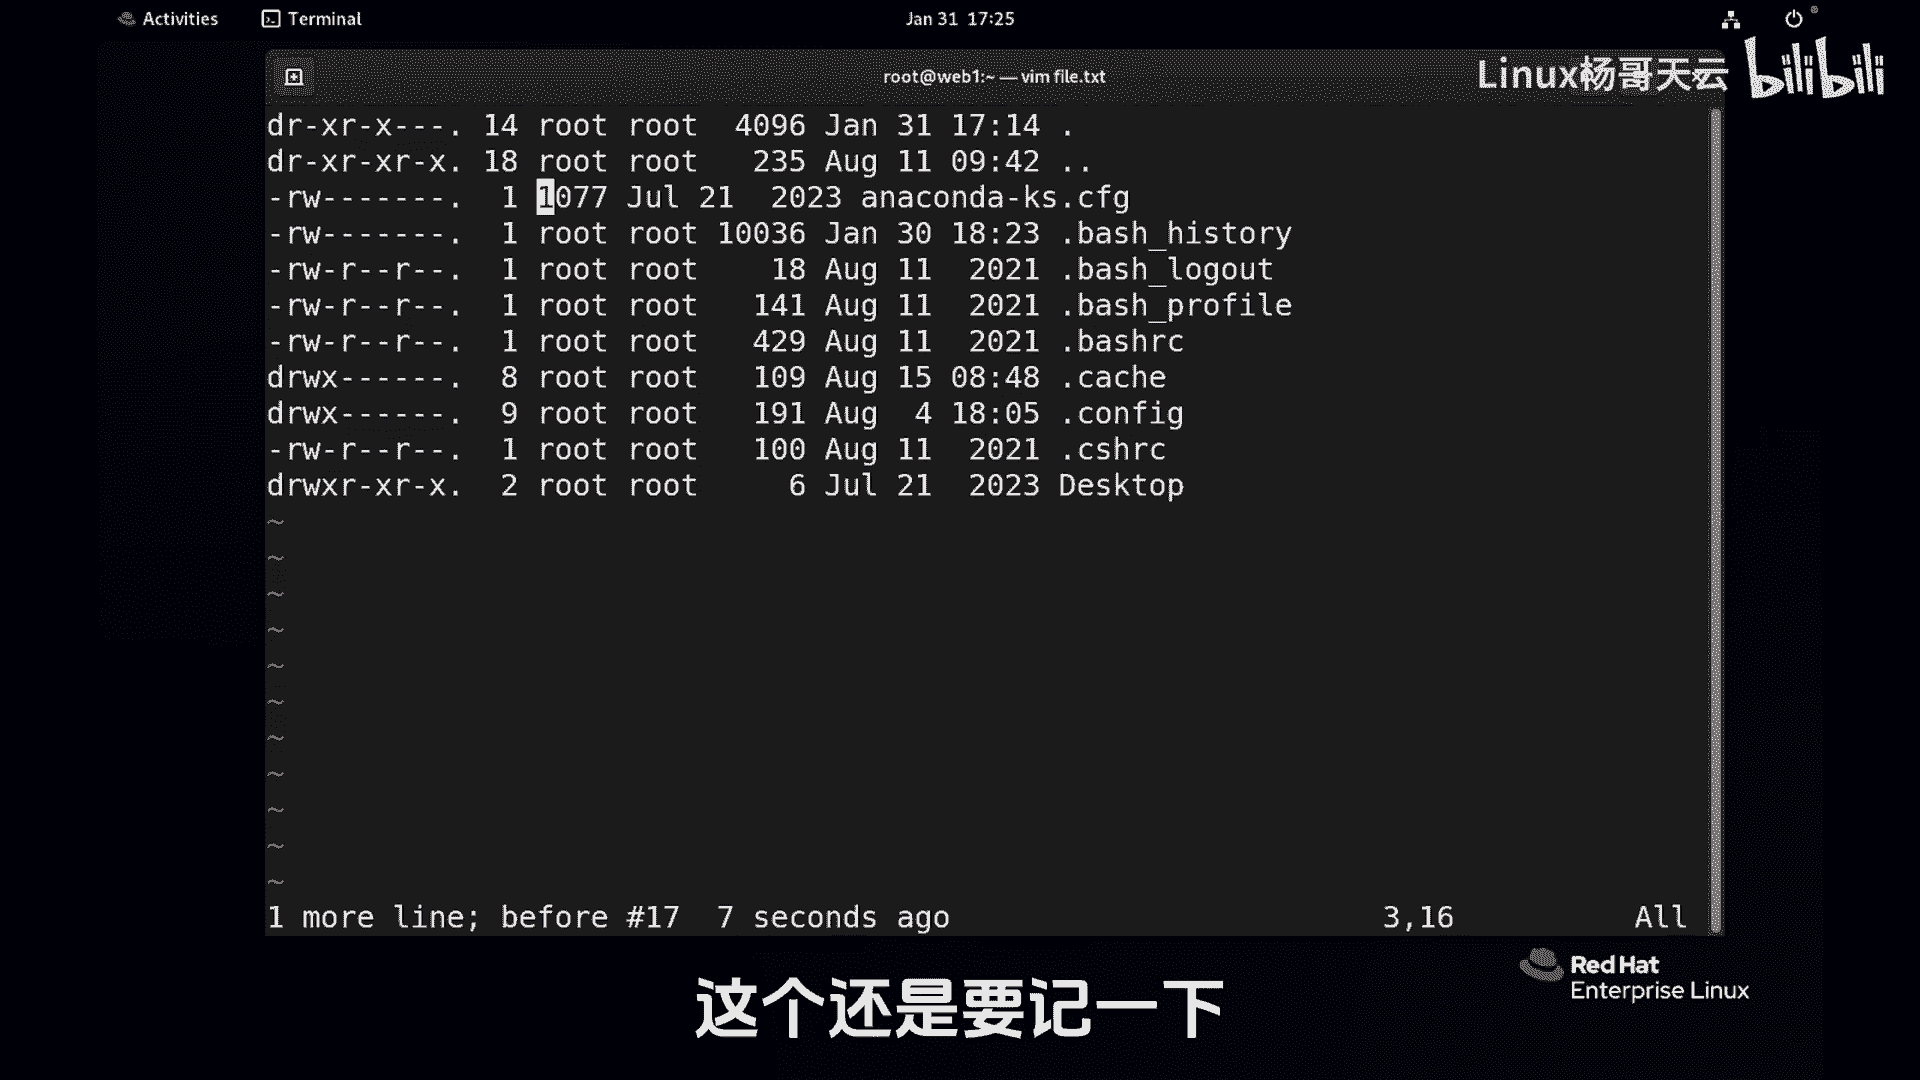 Activities Terminal Jan 31 17:25
root@web1:~ — vim file.txt
Linux杨哥天云 bilibili
dr-xr-x---. 14 root root  4096 Jan 31 17:14 .
dr-xr-xr-x. 18 root root   235 Aug 11 09:42 ..
-rw-------.  1 1077 Jul 21  2023 anaconda-ks.cfg
-rw-------.  1 root root 10036 Jan 30 18:23 .bash_history
-rw-r--r--.  1 root root    18 Aug 11  2021 .bash_logout
-rw-r--r--.  1 root root   141 Aug 11  2021 .bash_profile
-rw-r--r--.  1 root root   429 Aug 11  2021 .bashrc
drwx------.  8 root root   109 Aug 15 08:48 .cache
drwx------.  9 root root   191 Aug  4 18:05 .config
-rw-r--r--.  1 root root   100 Aug 11  2021 .cshrc
drwxr-xr-x.  2 root root     6 Jul 21  2023 Desktop
~
~
~
~
~
~
~
~
~
~
~
1 more line; before #17  7 seconds ago 3,16 All
Red Hat
Enterprise Linux
这个还是要记一下